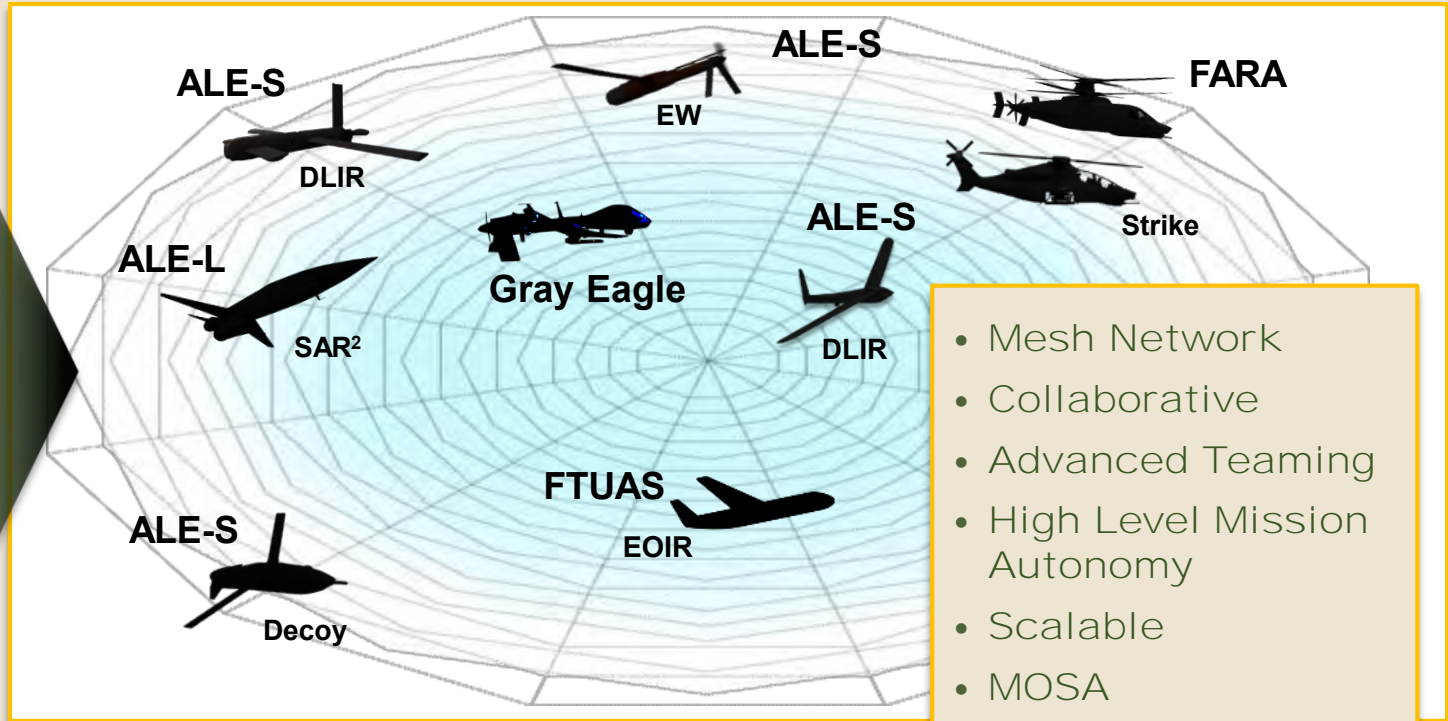 ALE-S
EW
ALE-S
DLIR
FARA
Strike
ALE-L
SAR²
Gray Eagle
ALE-S
DLIR
FTUAS
EOIR
ALE-S
Decoy
• Mesh Network
• Collaborative
• Advanced Teaming
• High Level Mission
Autonomy
• Scalable
• MOSA